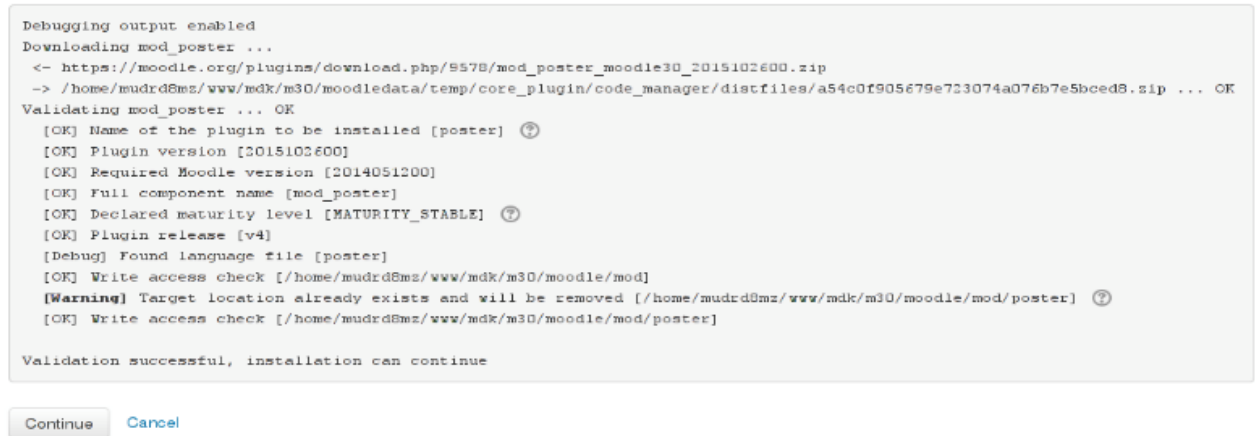 Debugging output enabled
Downloading mod_poster ...
<- https://moodle.org/plugins/download.php/9578/mod_poster_moodle30_2015102600.zip
-> /home/mudrd8mz/www/mdk/m30/moodledata/temp/core_plugin/code_manager/distfiles/a54c0f905679e723074a076b7e5bced8.zip ... OK
Validating mod_poster ... OK
[OK] Name of the plugin to be installed [poster] ?
[OK] Plugin version [2015102600]
[OK] Required Moodle version [2014051200]
[OK] Full component name [mod_poster]
[OK] Declared maturity level [MATURITY_STABLE] ?
[OK] Plugin release [v4]
[Debug] Found language file [poster]
[OK] Write access check [/home/mudrd8mz/www/mdk/m30/moodle/mod]
[Warning] Target location already exists and will be removed [/home/mudrd8mz/www/mdk/m30/moodle/mod/poster] ?
[OK] Write access check [/home/mudrd8mz/www/mdk/m30/moodle/mod/poster]
Validation successful, installation can continue
Continue Cancel